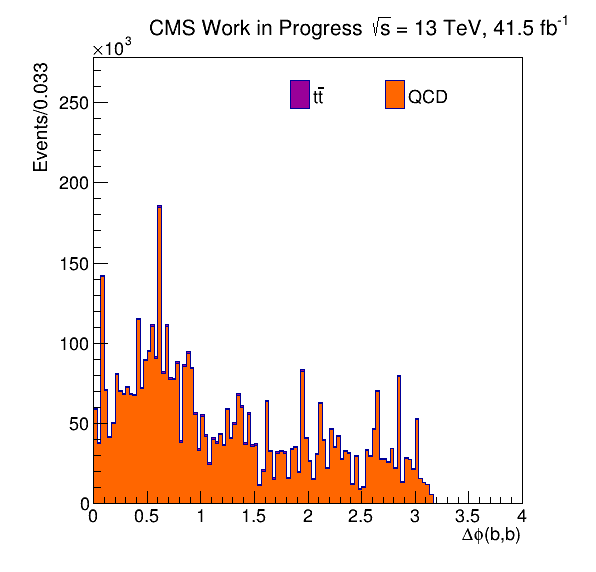 CMS Work in Progress √s = 13 TeV, 41.5 fb⁻¹
×10³
Events/0.033
tt̅
QCD
250
200
150
100
50
0
0 0.5 1 1.5 2 2.5 3 3.5 4
Δϕ(b,b)